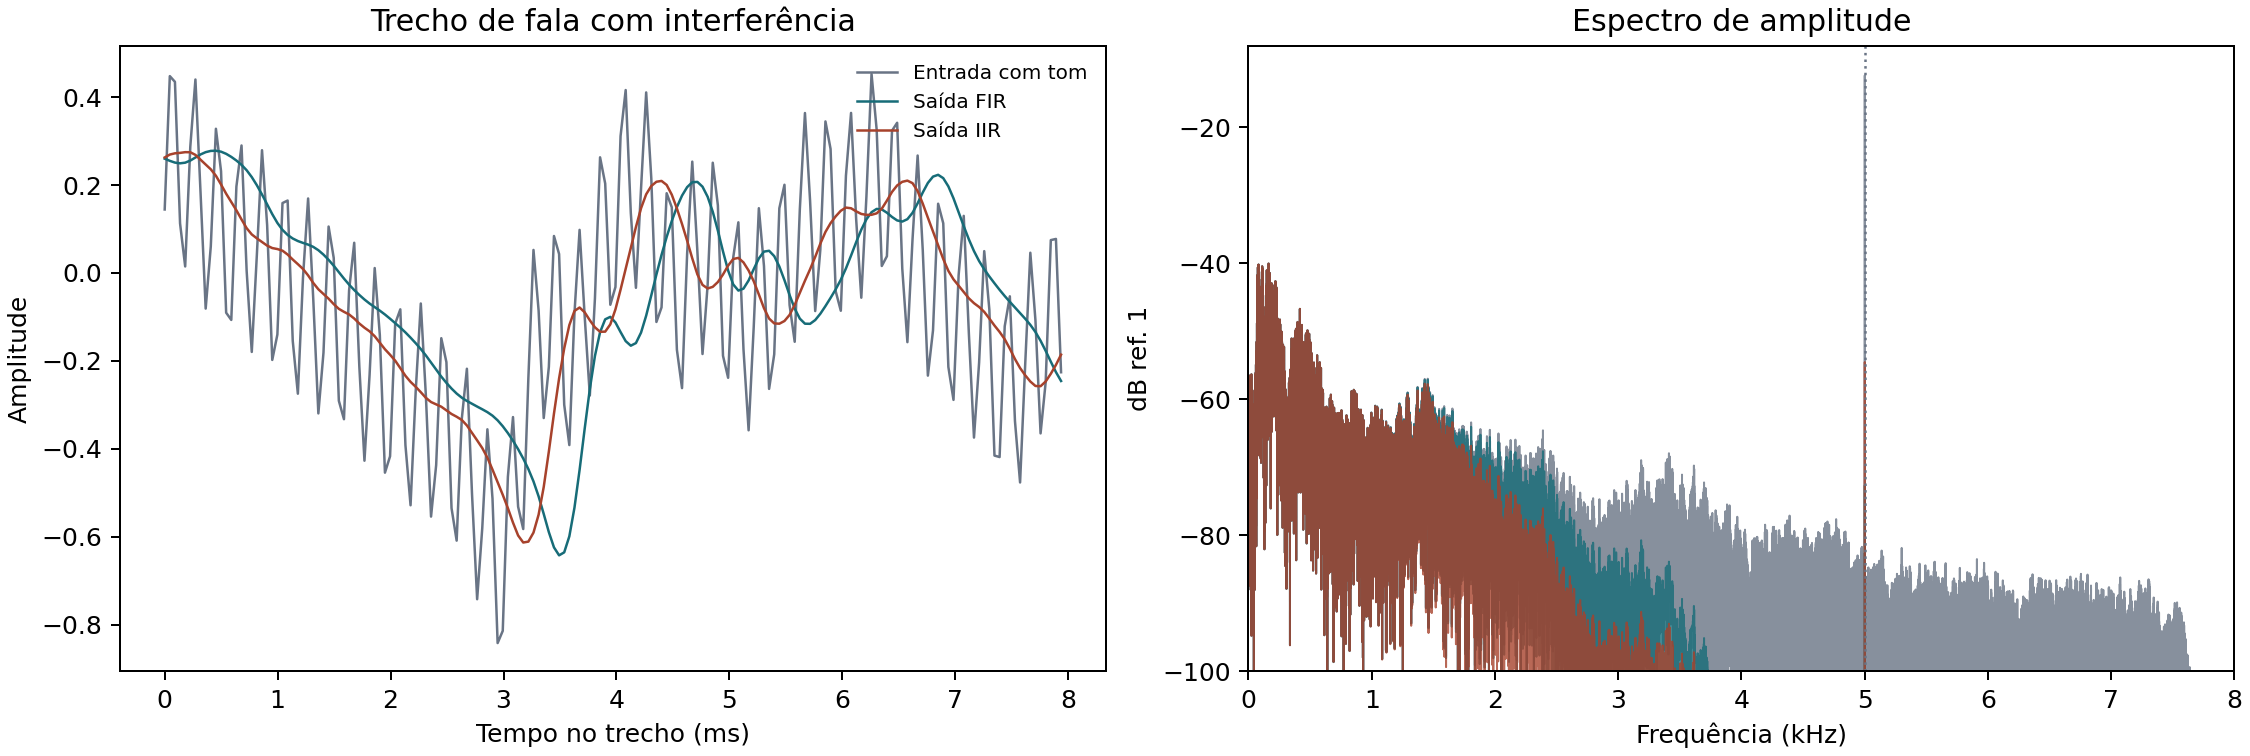 Trecho de fala com interferência
Amplitude
0.4
0.2
0.0
−0.2
−0.4
−0.6
−0.8
Entrada com tom
Saída FIR
Saída IIR
0 1 2 3 4 5 6 7 8
Tempo no trecho (ms)
Espectro de amplitude
dB ref. 1
−20
−40
−60
−80
−100
0 1 2 3 4 5 6 7 8
Frequência (kHz)